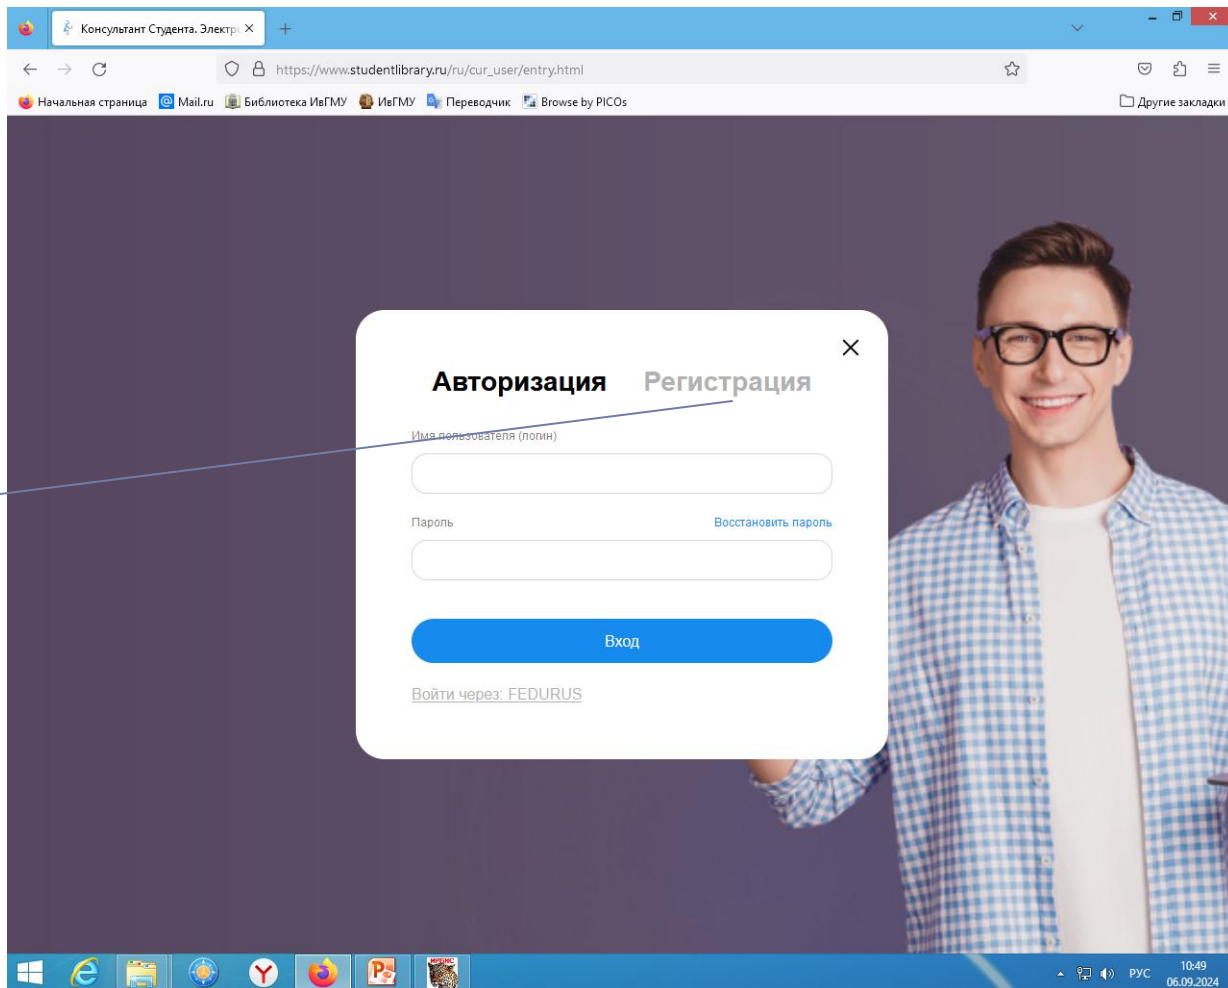 Консультант Студента. Электро
https://www.studentlibrary.ru/ru/cur_user/entry.html
Начальная страница Mail.ru Библиотека ИвГМУ ИвГМУ Переводчик Browse by PICOs Другие закладки
Авторизация Регистрация
Имя пользователя (логин)
Пароль Восстановить пароль
Вход
Войти через: FEDURUS
ИРБИС
РУС 10:49
06.09.2024